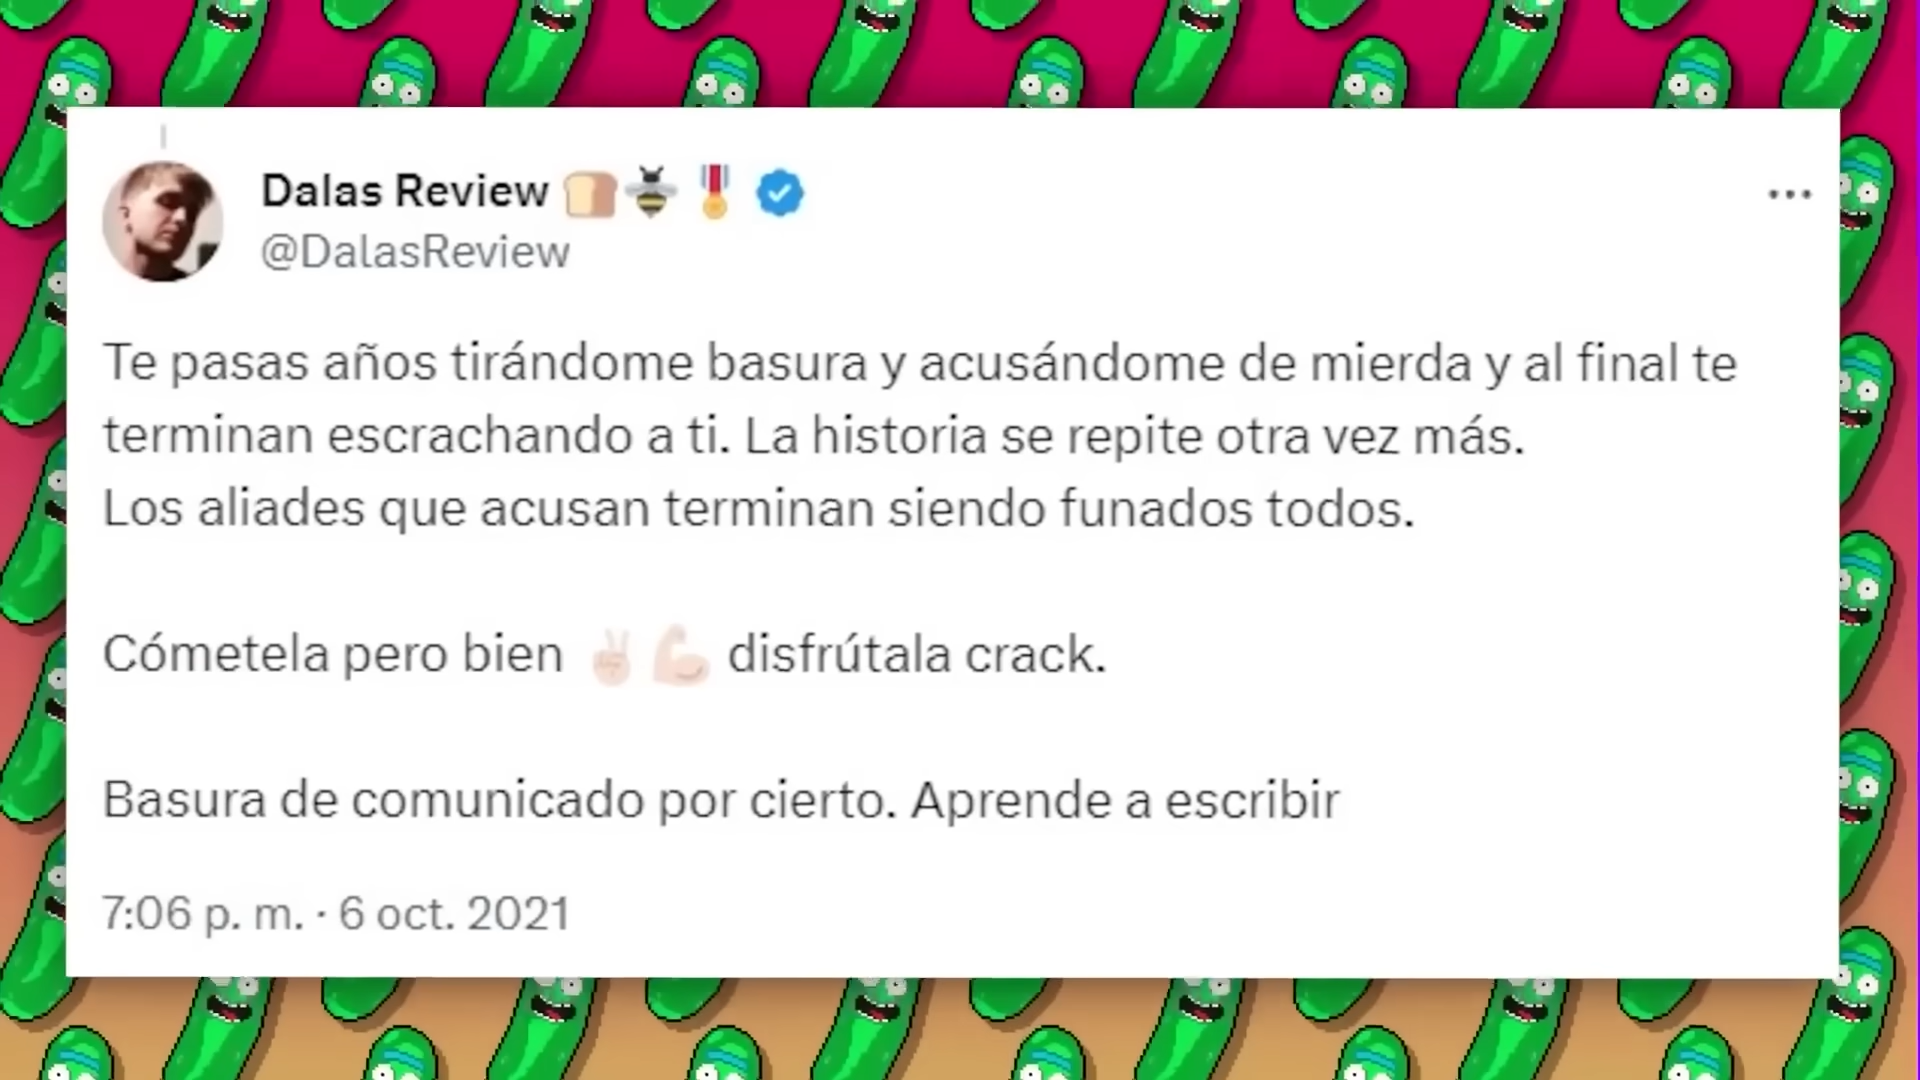 Dalas Review 🍞🐝🎖️
@DalasReview
Te pasas años tirándome basura y acusándome de mierda y al final te
terminan escrachando a ti. La historia se repite otra vez más.
Los aliades que acusan terminan siendo funados todos.
Cómetela pero bien ✌🏻💪🏻 disfrútala crack.
Basura de comunicado por cierto. Aprende a escribir
7:06 p. m. · 6 oct. 2021